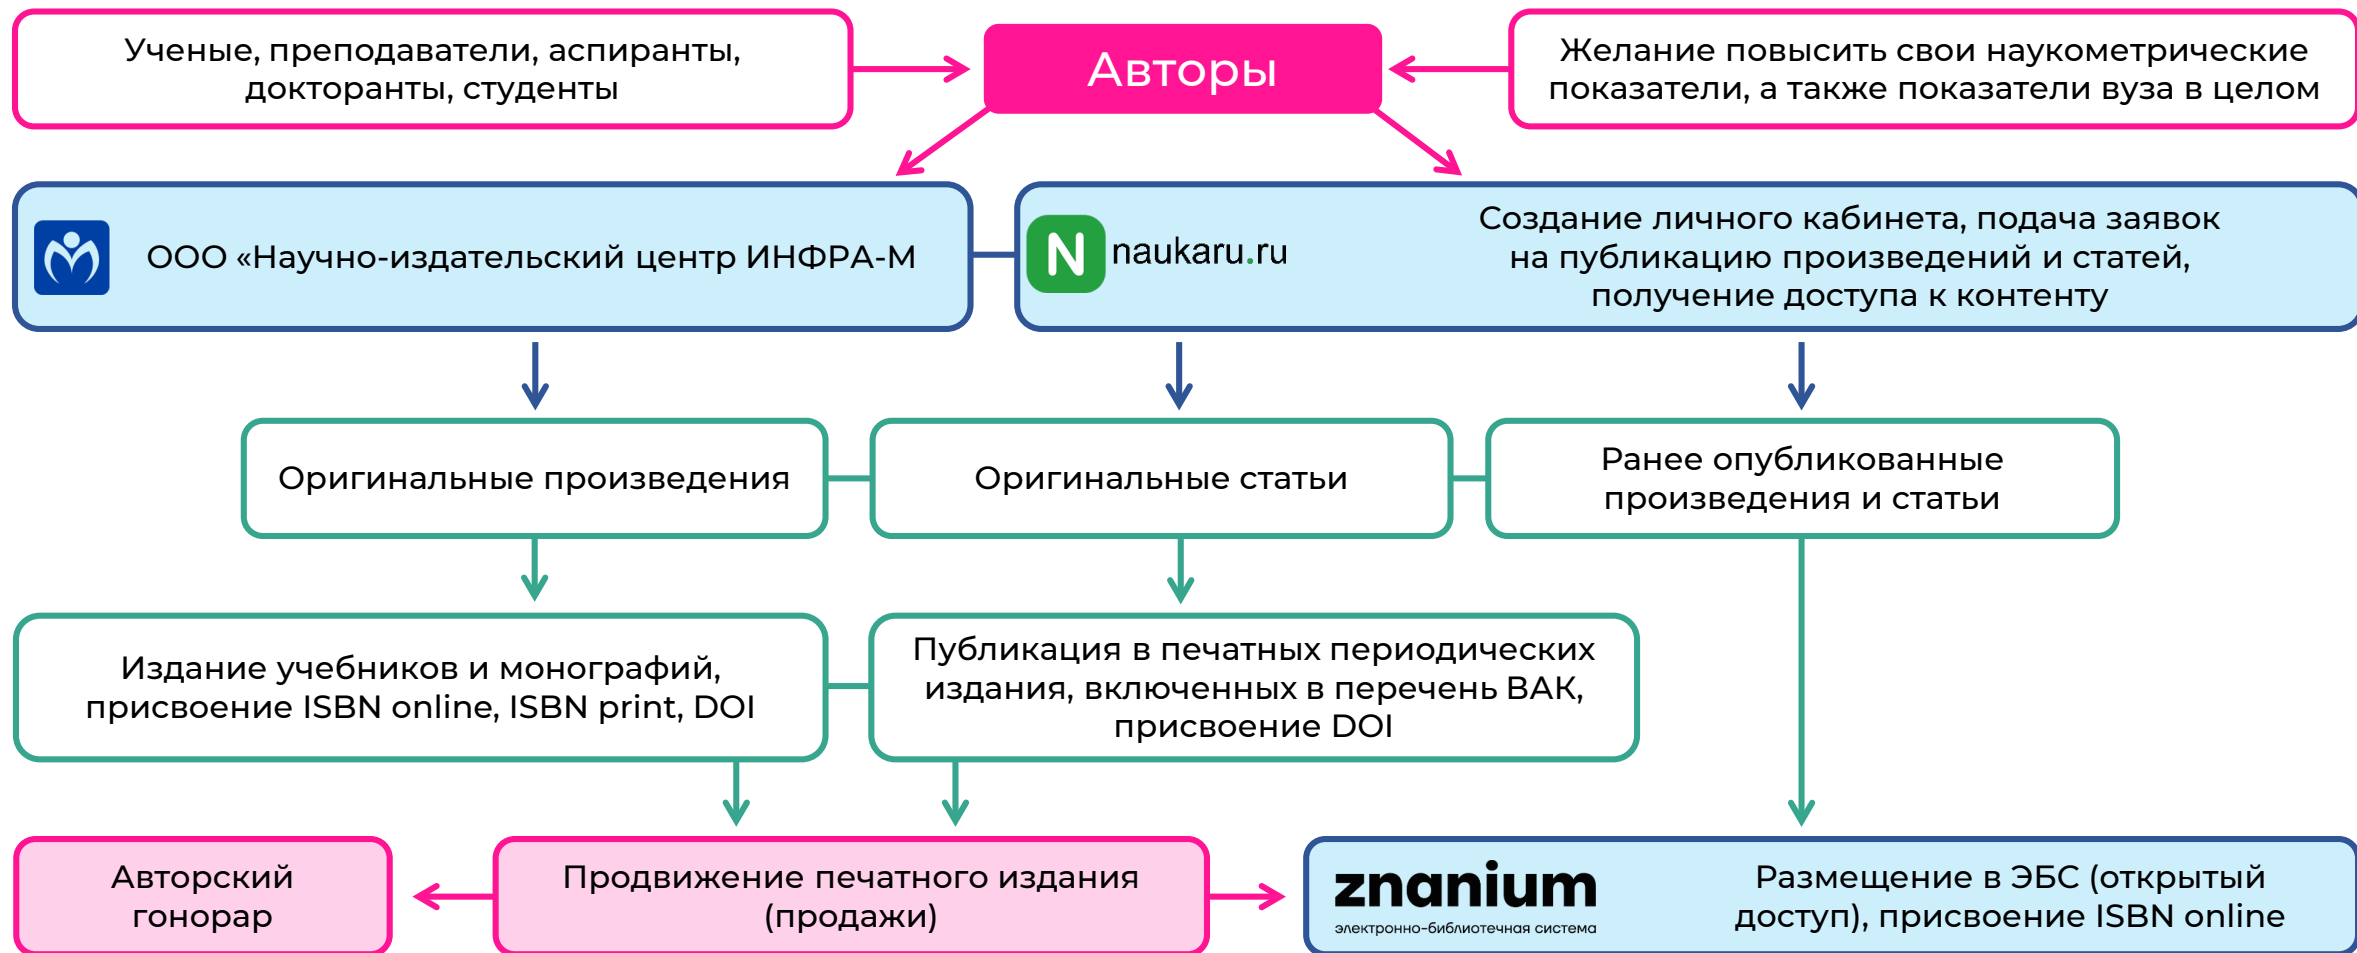 Ученые, преподаватели, аспиранты,
докторанты, студенты
Авторы
Желание повысить свои наукометрические
показатели, а также показатели вуза в целом
ООО «Научно-издательский центр ИНФРА-М
N naukaru.ru
Создание личного кабинета, подача заявок
на публикацию произведений и статей,
получение доступа к контенту
Оригинальные произведения
Оригинальные статьи
Ранее опубликованные
произведения и статьи
Издание учебников и монографий,
присвоение ISBN online, ISBN print, DOI
Публикация в печатных периодических
издания, включенных в перечень ВАК,
присвоение DOI
Авторский
гонорар
Продвижение печатного издания
(продажи)
znanium
электронно-библиотечная система
Размещение в ЭБС (открытый
доступ), присвоение ISBN online